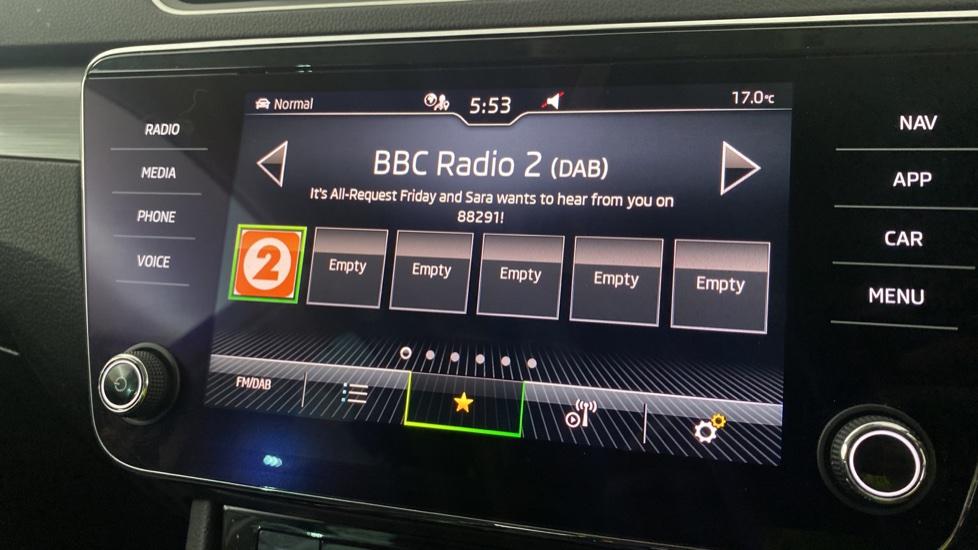 Normal
5:53
17.0°C
RADIO
MEDIA
PHONE
VOICE
BBC Radio 2 (DAB)
It's All-Request Friday and Sara wants to hear from you on
88291!
2
Empty
Empty
Empty
Empty
Empty
FM/DAB
NAV
APP
CAR
MENU